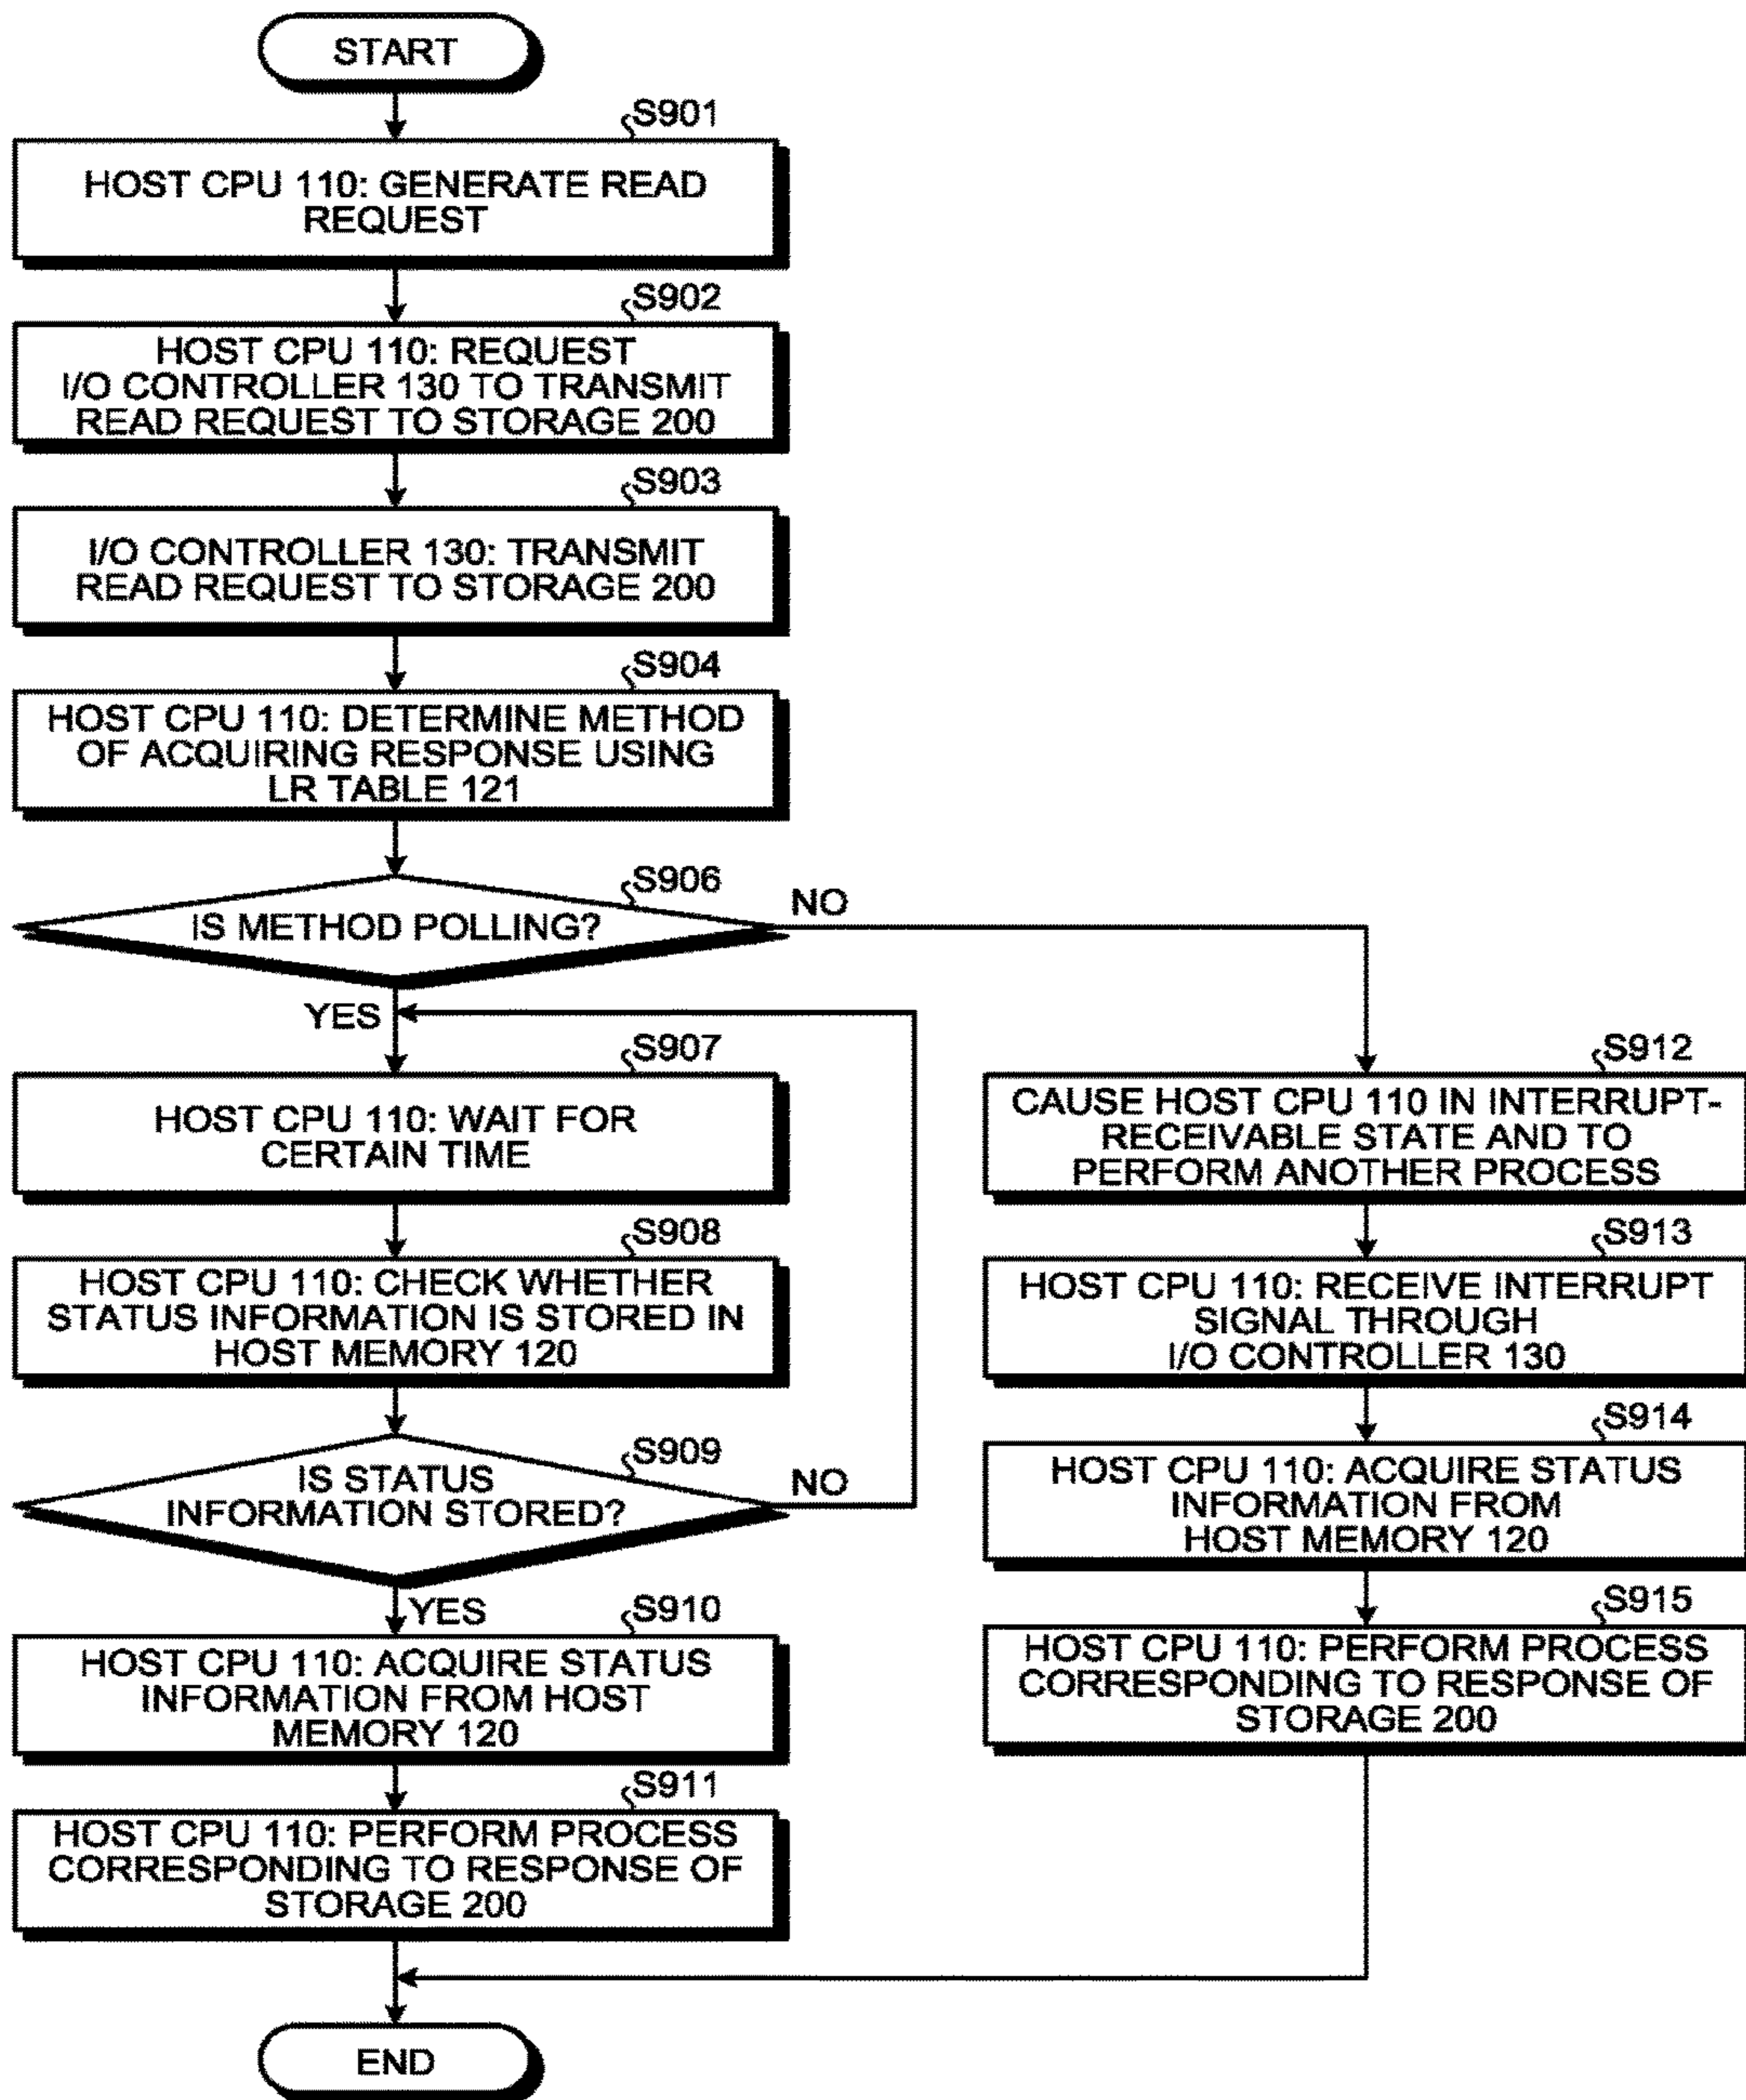 START
S901
HOST CPU 110: GENERATE READ
REQUEST
S902
HOST CPU 110: REQUEST
I/O CONTROLLER 130 TO TRANSMIT
READ REQUEST TO STORAGE 200
S903
I/O CONTROLLER 130: TRANSMIT
READ REQUEST TO STORAGE 200
S904
HOST CPU 110: DETERMINE METHOD
OF ACQUIRING RESPONSE USING
LR TABLE 121
S906
IS METHOD POLLING?
NO
YES
S907
HOST CPU 110: WAIT FOR
CERTAIN TIME
S908
HOST CPU 110: CHECK WHETHER
STATUS INFORMATION IS STORED IN
HOST MEMORY 120
S909
IS STATUS
INFORMATION STORED?
NO
YES
S910
HOST CPU 110: ACQUIRE STATUS
INFORMATION FROM HOST
MEMORY 120
S911
HOST CPU 110: PERFORM PROCESS
CORRESPONDING TO RESPONSE OF
STORAGE 200
S912
CAUSE HOST CPU 110 IN INTERRUPT-
RECEIVABLE STATE AND TO
PERFORM ANOTHER PROCESS
S913
HOST CPU 110: RECEIVE INTERRUPT
SIGNAL THROUGH
I/O CONTROLLER 130
S914
HOST CPU 110: ACQUIRE STATUS
INFORMATION FROM
HOST MEMORY 120
S915
HOST CPU 110: PERFORM PROCESS
CORRESPONDING TO RESPONSE OF
STORAGE 200
END